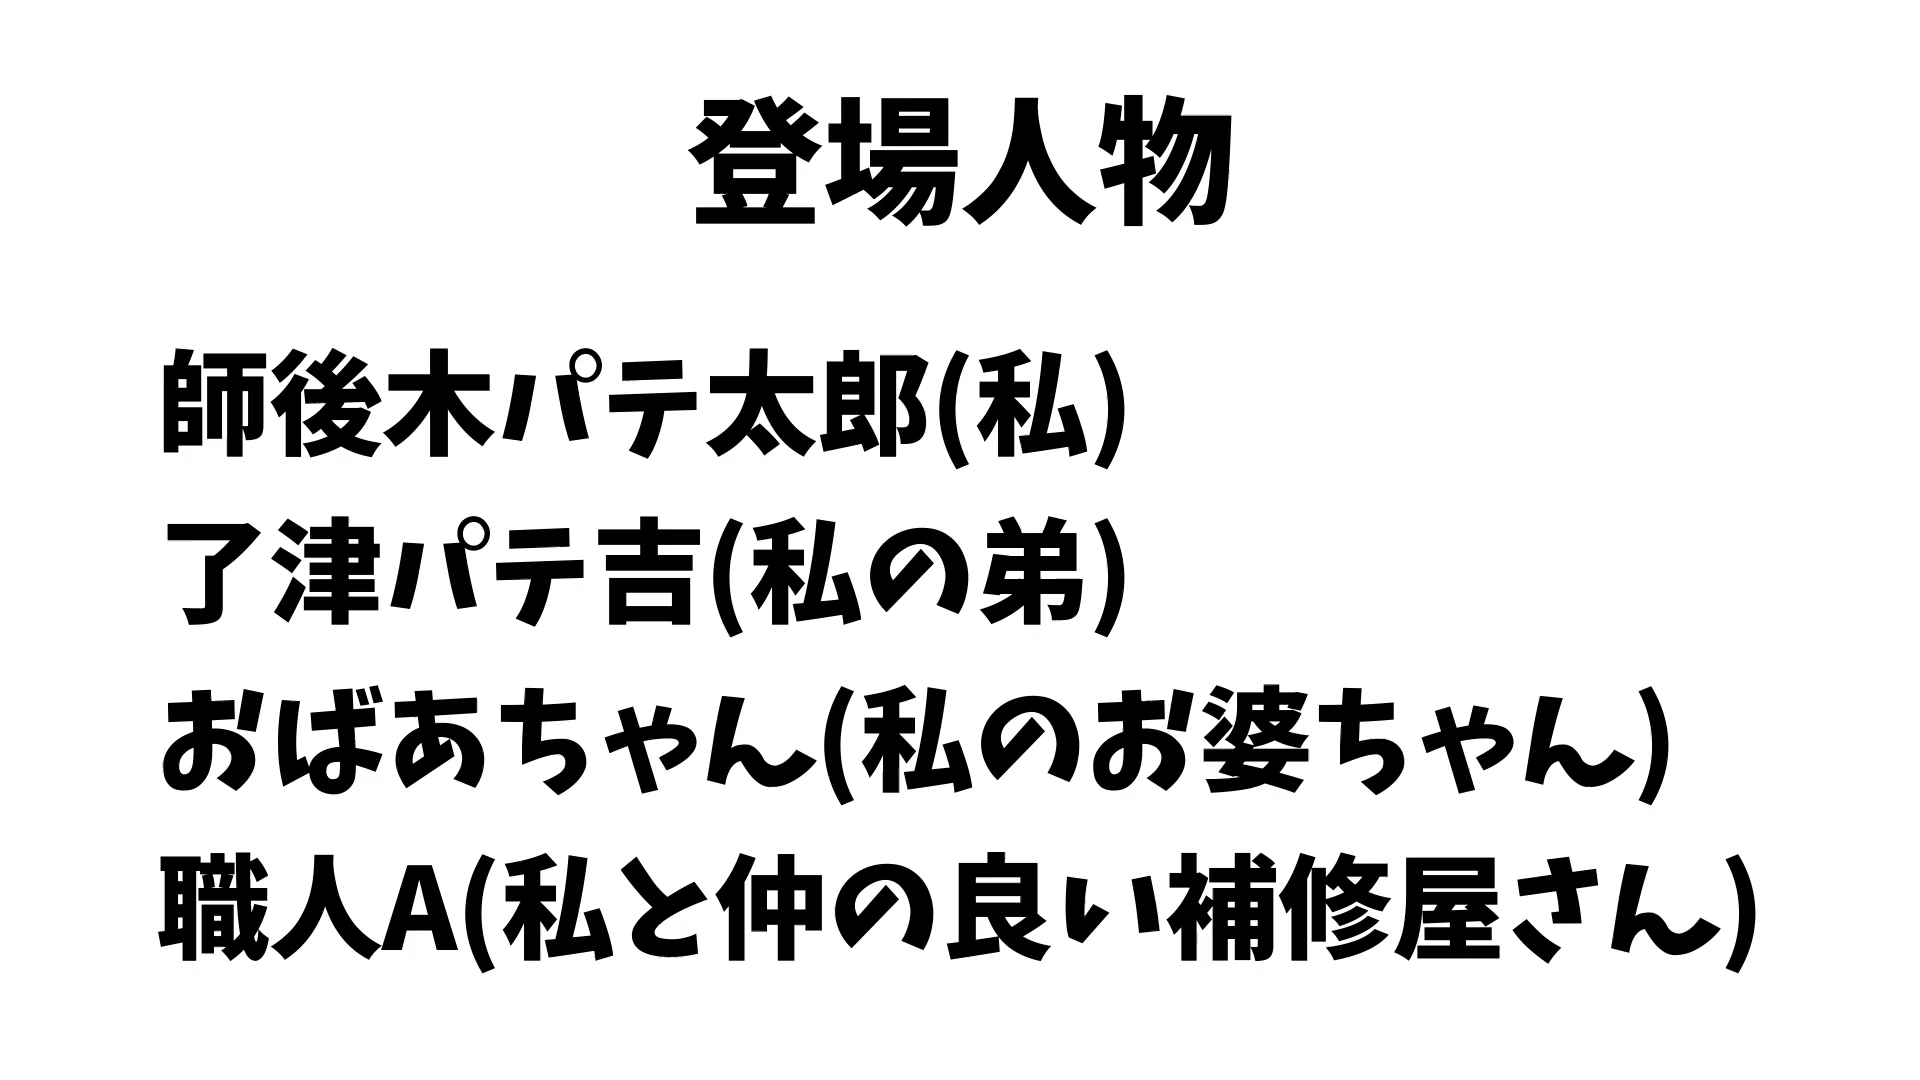 登場人物
師後木パテ太郎(私)
了津パテ吉(私の弟)
おばあちゃん(私のお婆ちゃん)
職人A(私と仲の良い補修屋さん)